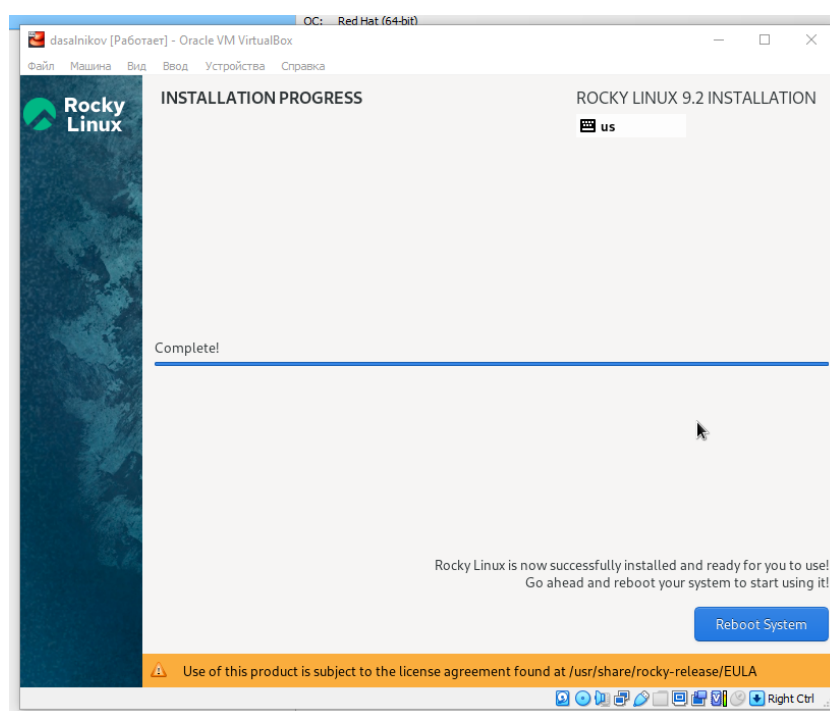 ОС: Red Hat (64-bit)
dasalnikov [Работает] - Oracle VM VirtualBox
Файл Машина Вид Ввод Устройства Справка
Rocky
Linux
INSTALLATION PROGRESS
ROCKY LINUX 9.2 INSTALLATION
us
Complete!
Rocky Linux is now successfully installed and ready for you to use!
Go ahead and reboot your system to start using it!
Reboot System
Use of this product is subject to the license agreement found at /usr/share/rocky-release/EULA
Right Ctrl